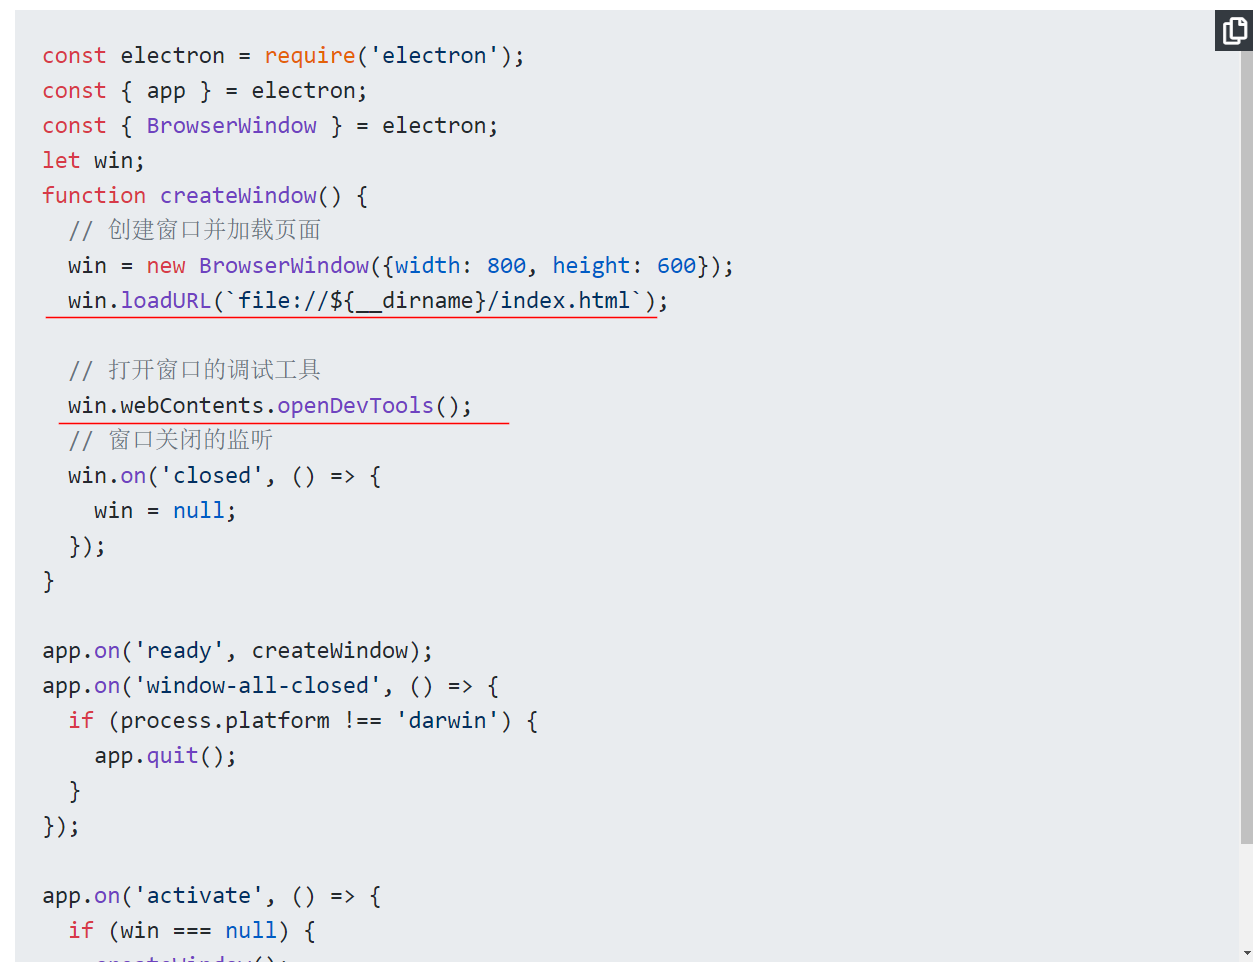 const electron = require('electron');
const { app } = electron;
const { BrowserWindow } = electron;
let win;
function createWindow() {
// 创建窗口并加载页面
win = new BrowserWindow({width: 800, height: 600});
win.loadURL(`file://${__dirname}/index.html`);
// 打开窗口的调试工具
win.webContents.openDevTools();
// 窗口关闭的监听
win.on('closed', () => {
win = null;
});
}
app.on('ready', createWindow);
app.on('window-all-closed', () => {
if (process.platform !== 'darwin') {
app.quit();
}
});
app.on('activate', () => {
if (win === null) {
createWindow();